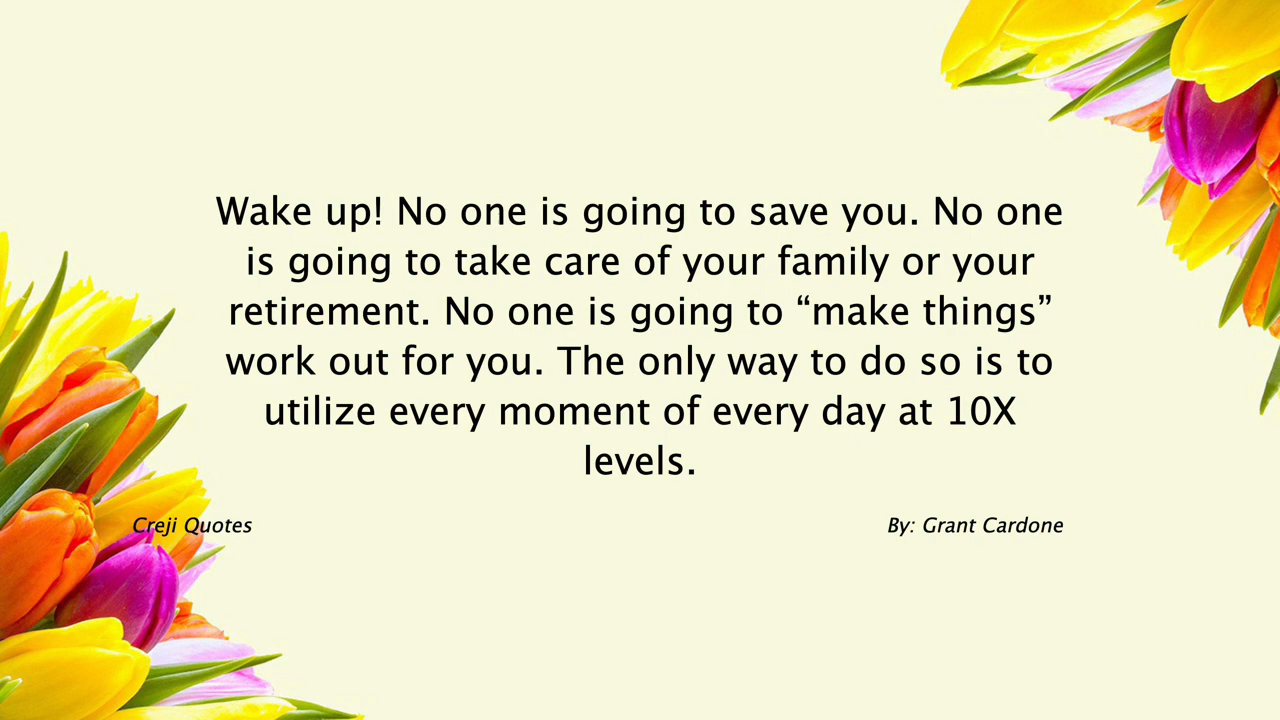 Wake up! No one is going to save you. No one
is going to take care of your family or your
retirement. No one is going to “make things”
work out for you. The only way to do so is to
utilize every moment of every day at 10X
levels.
Creji Quotes
By: Grant Cardone